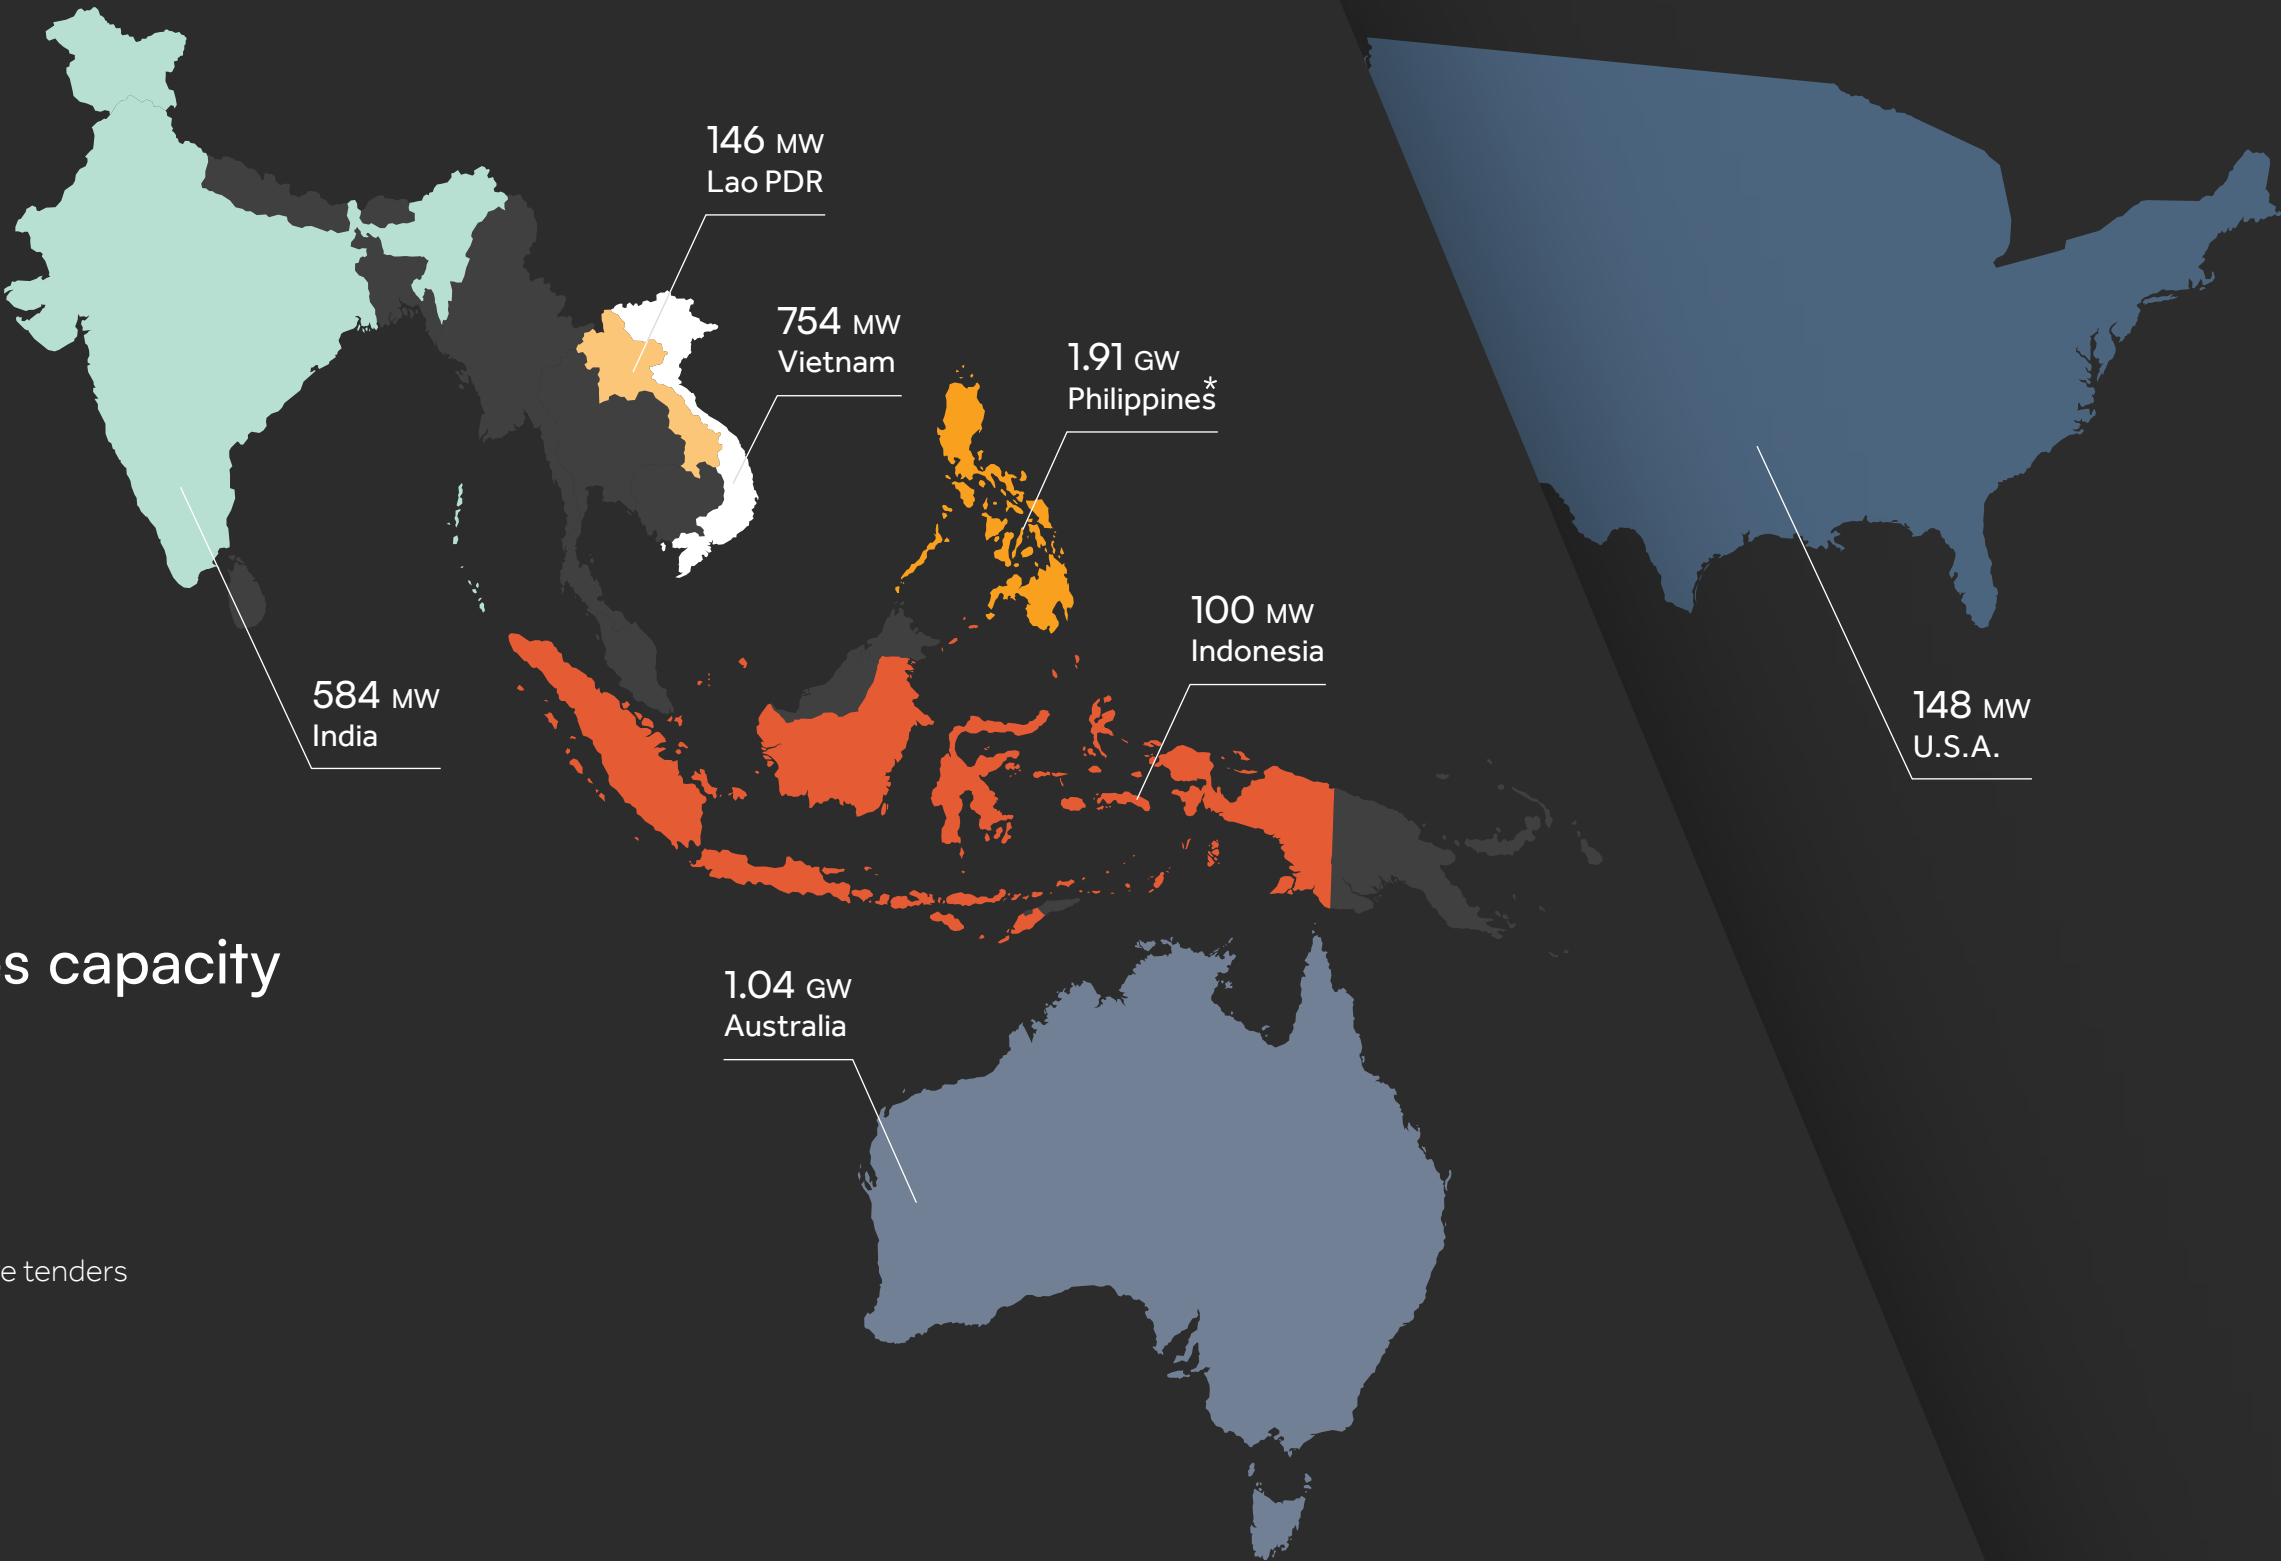 146 MW
Lao PDR
754 MW
Vietnam
1.91 GW
Philippines*
100 MW
Indonesia
584 MW
India
148 MW
U.S.A.
capacity
1.04 GW
Australia
tenders